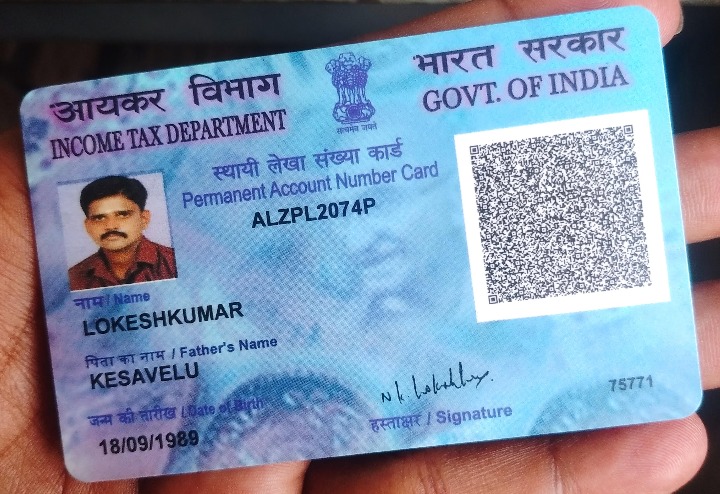 आयकर विभाग
INCOME TAX DEPARTMENT
सत्यमेव जयते
भारत सरकार
GOVT. OF INDIA
स्थायी लेखा संख्या कार्ड
Permanent Account Number Card
ALZPL2074P
नाम / Name
LOKESHKUMAR
पिता का नाम / Father's Name
KESAVELU
जन्म की तारीख / Date of Birth
18/09/1989
हस्ताक्षर / Signature
75771